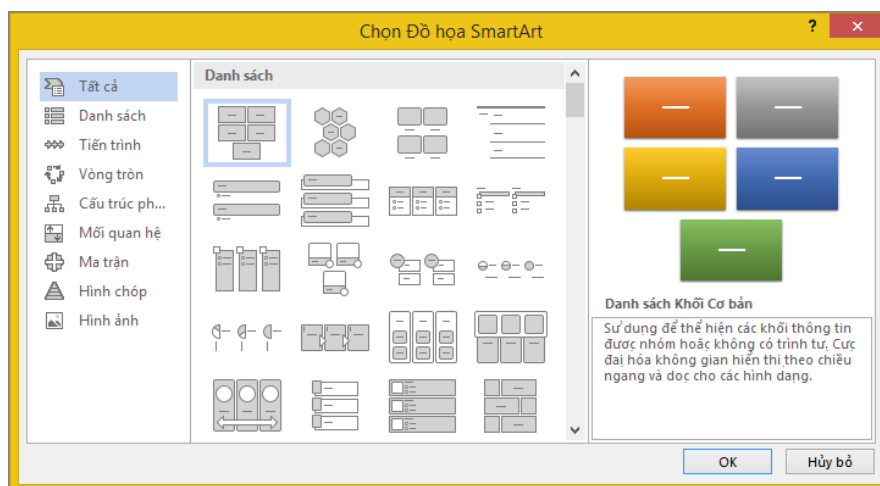 Chọn Đồ họa SmartArt
?
Tất cả
Danh sách
Tiến trình
Vòng tròn
Cấu trúc ph...
Mối quan hệ
Ma trận
Hình chóp
Hình ảnh
Danh sách
Danh sách Khối Cơ bản
Sử dụng để thể hiện các khối thông tin
được nhóm hoặc không có trình tự. Cực
đại hóa không gian hiển thị theo chiều
ngang và dọc cho các hình dạng.
OK
Hủy bỏ